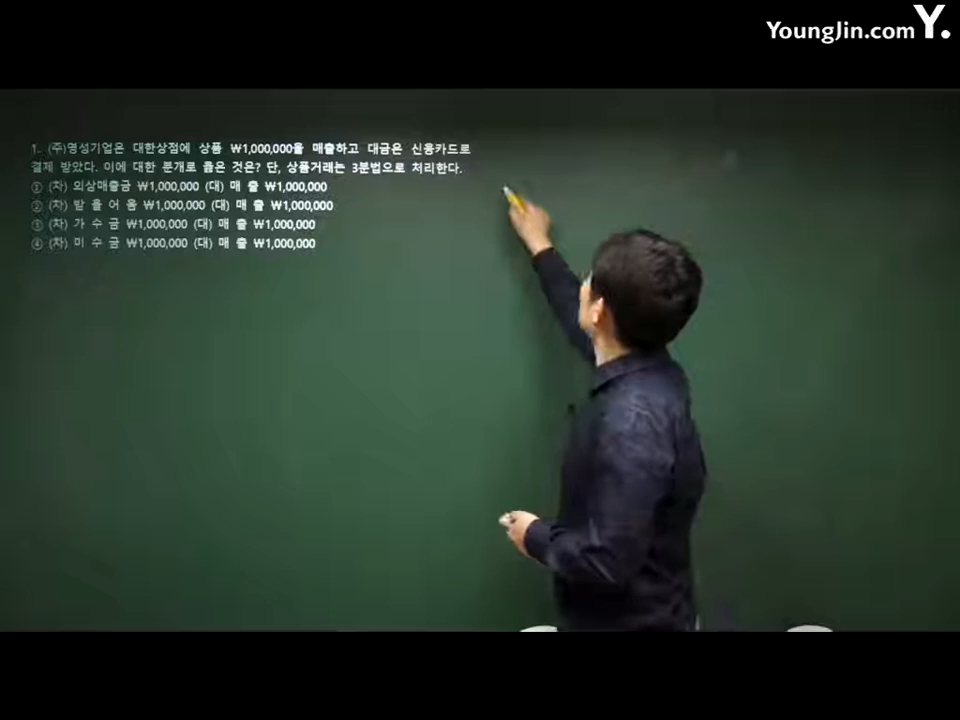 YoungJin.com Y.
1. (주)명성기업은 대한상점에 상품 ₩1,000,000을 매출하고 대금은 신용카드로
결제 받았다. 이에 대한 분개로 옳은 것은? 단, 상품거래는 3분법으로 처리한다.
① (차) 외상매출금 ₩1,000,000 (대) 매 출 ₩1,000,000
② (차) 받 을 어 음 ₩1,000,000 (대) 매 출 ₩1,000,000
③ (차) 가 수 금 ₩1,000,000 (대) 매 출 ₩1,000,000
④ (차) 미 수 금 ₩1,000,000 (대) 매 출 ₩1,000,000